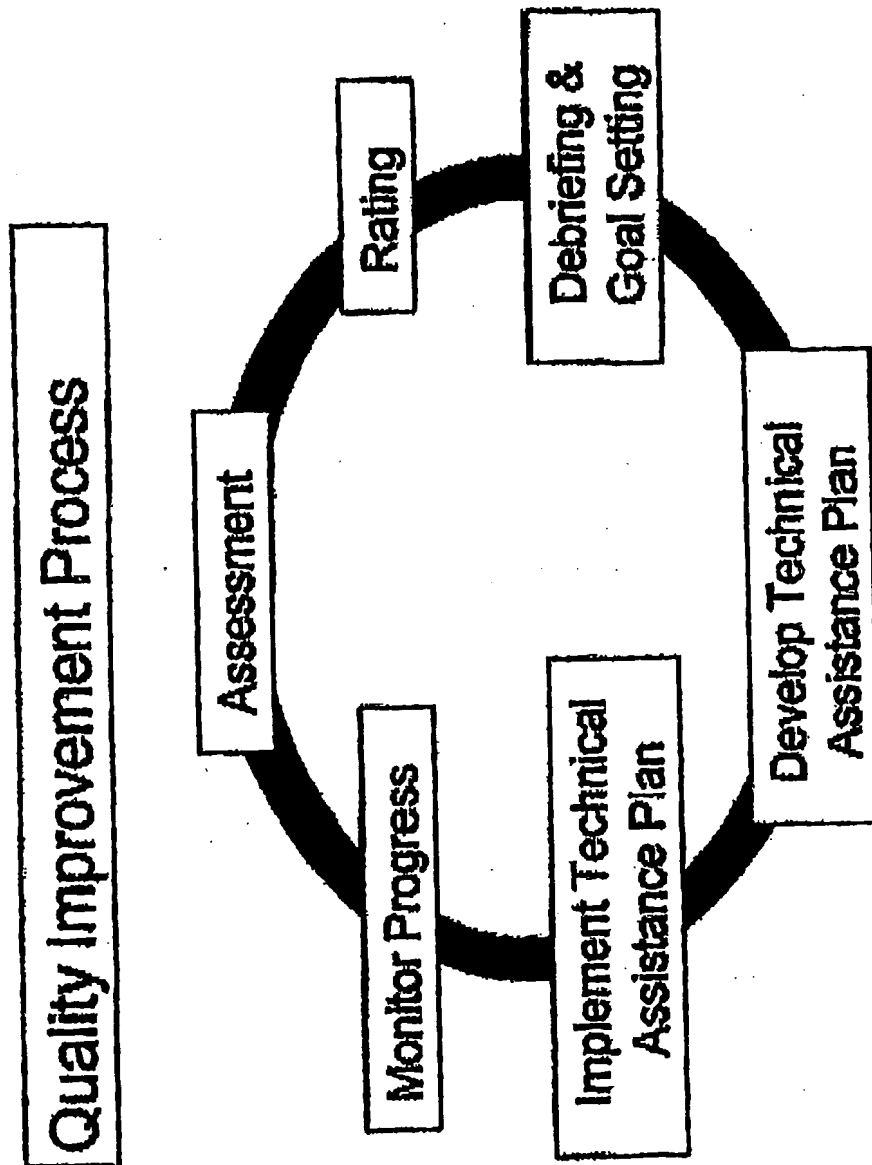 Quality Improvement Process
Assessment
Rating
Debriefing &
Goal Setting
Develop Technical
Assistance Plan
Implement Technical
Assistance Plan
Monitor Progress